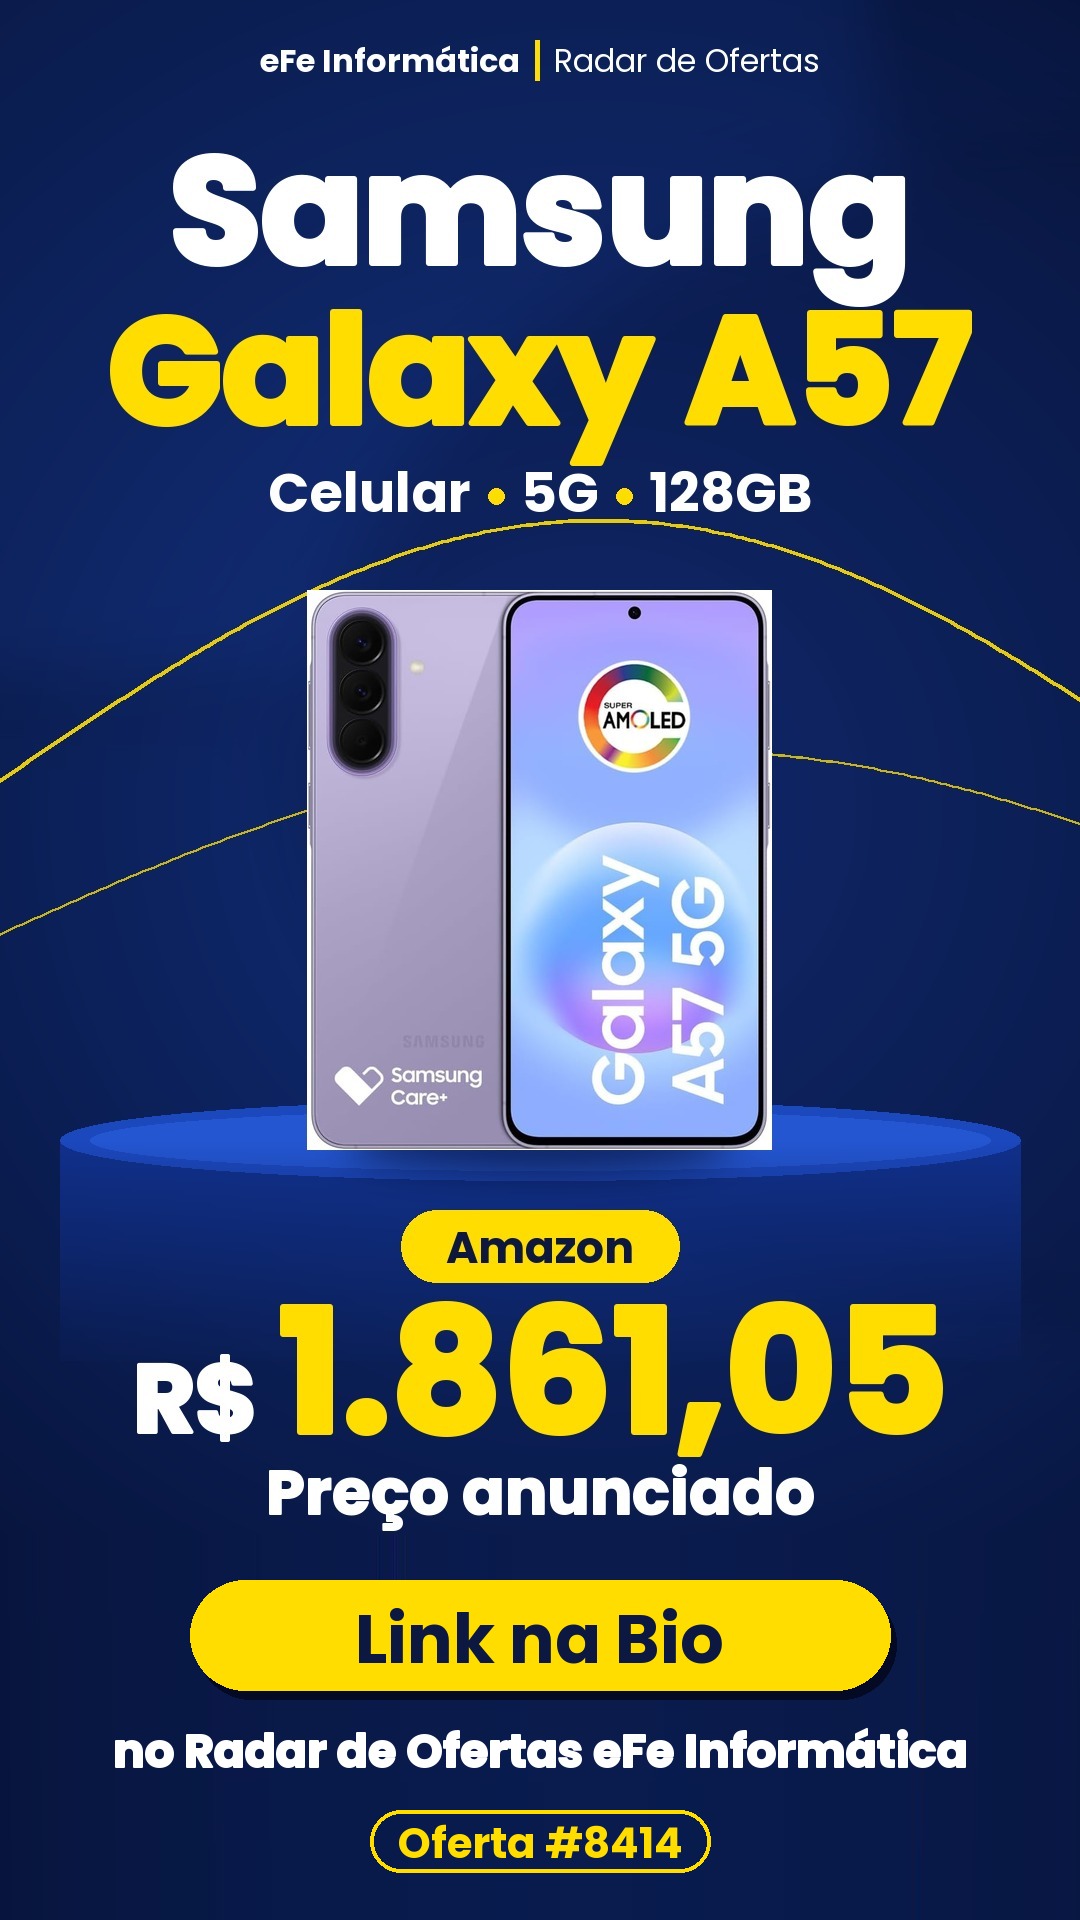 eFe Informática | Radar de Ofertas
Samsung
Galaxy A57
Celular • 5G • 128GB
SUPER
AMOLED
Galaxy
A57 5G
SAMSUNG
Samsung
Care+
Amazon
R$ 1.861,05
Preço anunciado
Link na Bio
no Radar de Ofertas eFe Informática
Oferta #8414